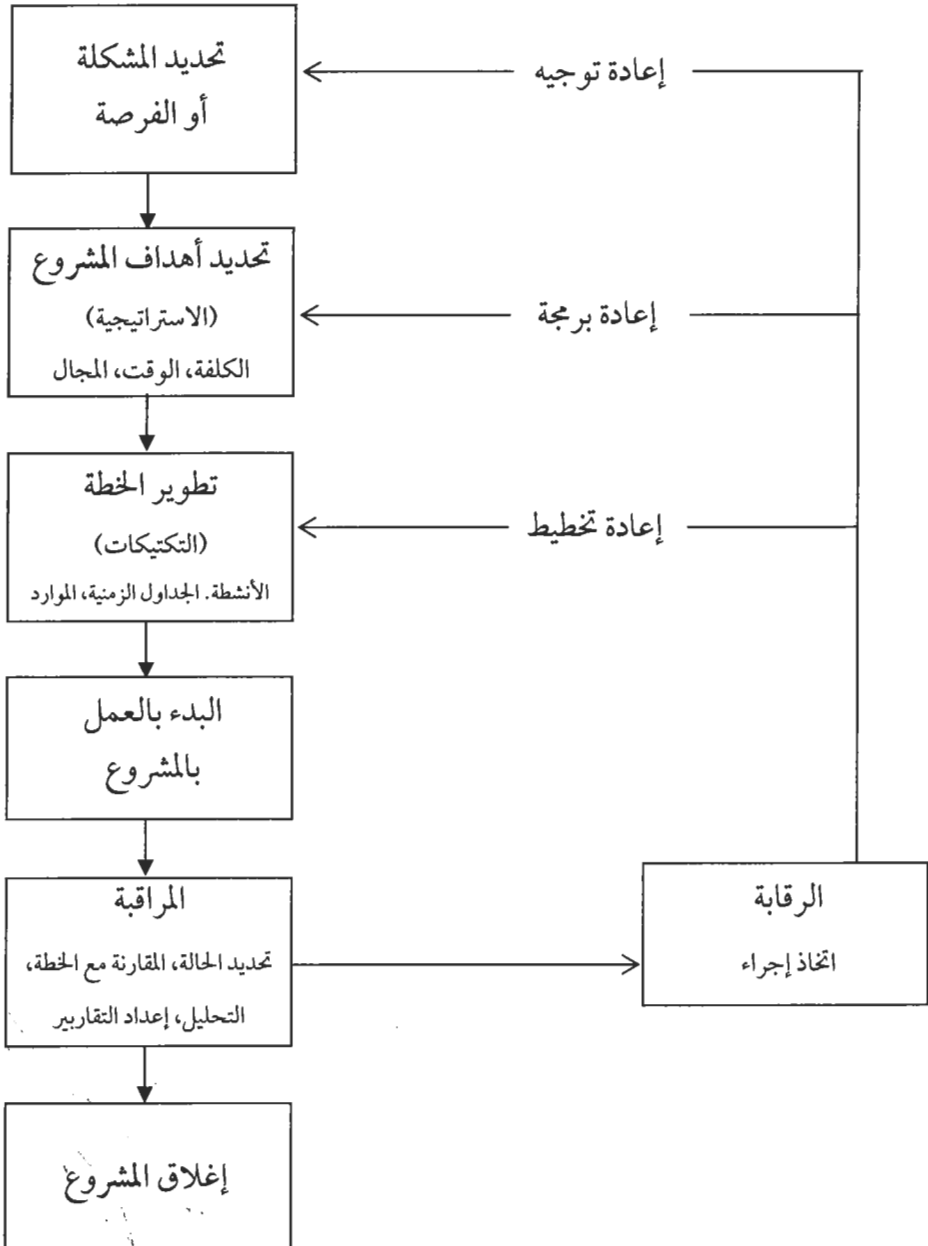 تحديد المشكلة
أو الفرصة
إعادة توجيه
تحديد أهداف المشروع
(الاستراتيجية)
الكلفة، الوقت، المجال
إعادة برمجة
تطوير الخطة
(التكتيكات)
الأنشطة. الجداول الزمنية، الموارد
إعادة تخطيط
البدء بالعمل
بالمشروع
المراقبة
تحديد الحالة، المقارنة مع الخطة،
التحليل، إعداد التقارير
الرقابة
اتخاذ إجراء
إغلاق المشروع